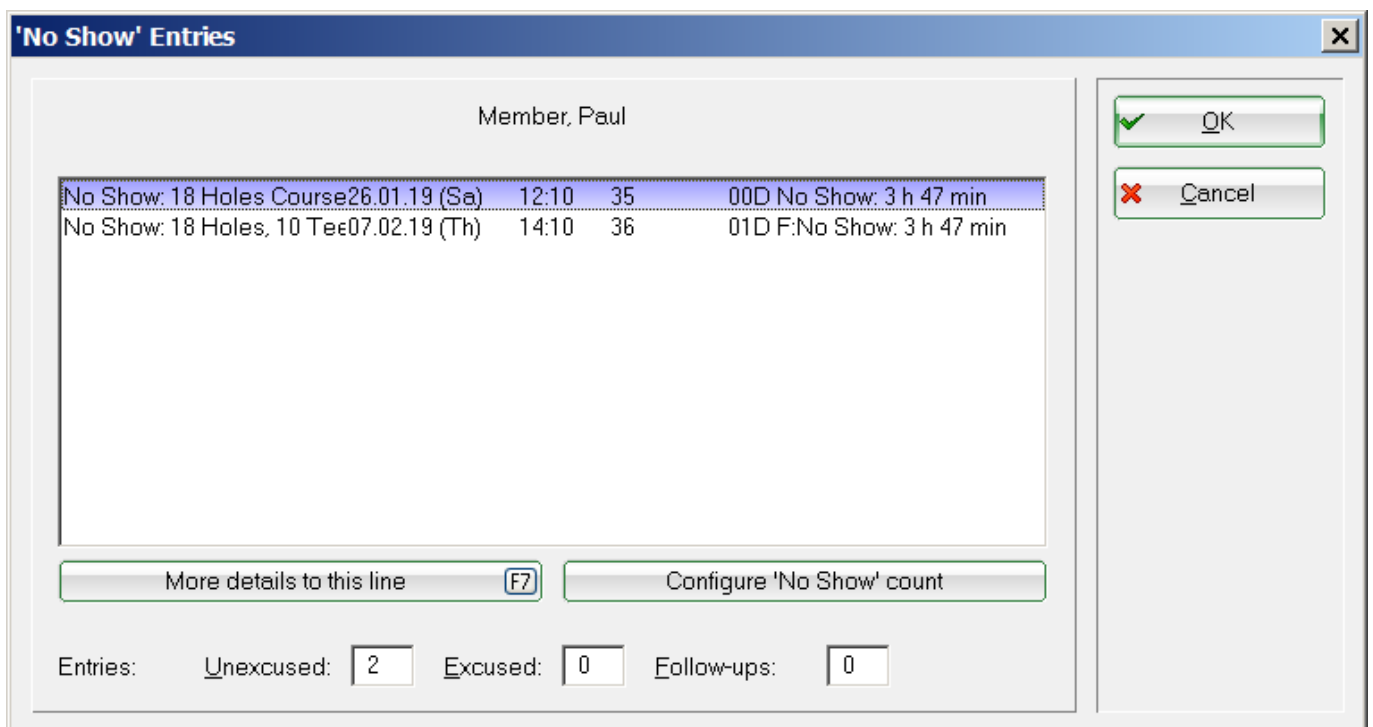 'No Show' Entries
Member, Paul
No Show: 18 Holes Course26.01.19 (Sa) 12:10 35 00D No Show: 3 h 47 min
No Show: 18 Holes, 10 Tee07.02.19 (Th) 14:10 36 01D F:No Show: 3 h 47 min
More details to this line F7
Configure 'No Show' count
Entries: Unexcused: 2 Excused: 0 Follow-ups: 0
OK
Cancel